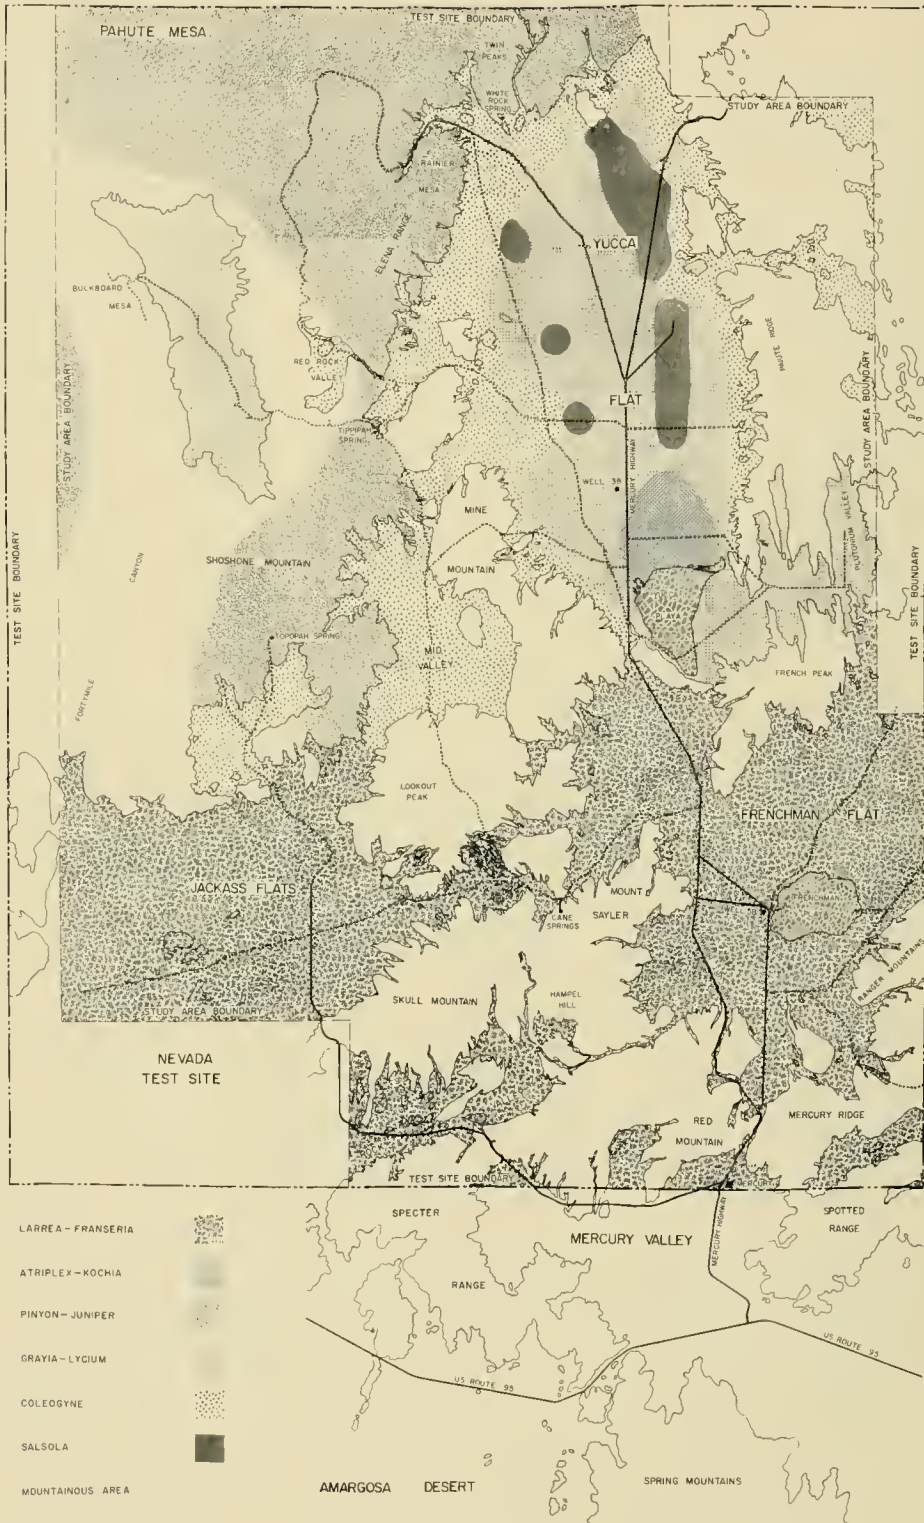 TEST SITE BOUNDARY
PAHUTE MESA
TWIN
PEAKS
WHITE
ROCK
SPRING
STUDY AREA BOUNDARY
RAINIER
MESA
ELENA RANGE
YUCCA
BUCKBOARD
MESA
PAIUTE RIDGE
RED ROCK
VALLEY
STUDY AREA BOUNDARY
STUDY AREA BOUNDARY
FLAT
TIPPIPAH
SPRING
MERCURY HIGHWAY
WELL 3B
MINE
MOUNTAIN
PLUTORIUM VALLEY
TEST SITE BOUNDARY
CANYON
SHOSHONE MOUNTAIN
TEST SITE BOUNDARY
TOPOPAH SPRING
MID
VALLEY
FRENCH PEAK
FORTYMILE
LOOKOUT
PEAK
FRENCHMAN FLAT
JACKASS FLATS
MOUNT
SAYLER
FRENCHMAN
CANE
SPRINGS
RANGER MOUNTAINS
SKULL MOUNTAIN
HAMPEL
HILL
STUDY AREA BOUNDARY
NEVADA
TEST SITE
RED
MOUNTAIN
MERCURY RIDGE
TEST SITE BOUNDARY
MERCURY
SPECTER
RANGE
MERCURY VALLEY
MERCURY HIGHWAY
SPOTTED
RANGE
LARREA-FRANSERIA
ATRIPLEX-KOCHIA
PINYON-JUNIPER
GRAYIA-LYCIUM
COLEOGYNE
SALSOLA
MOUNTAINOUS AREA
US ROUTE 95
US ROUTE 95
AMARGOSA DESERT
SPRING MOUNTAINS